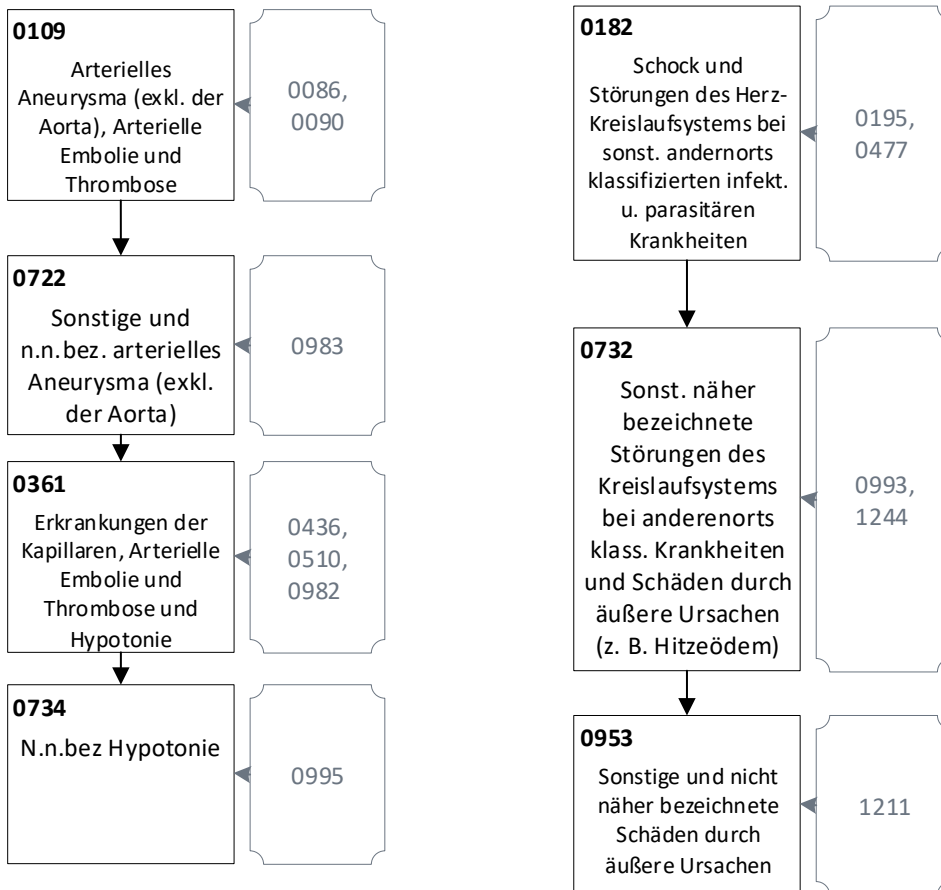 0109
Arterielles
Aneurysma (exkl. der
Aorta), Arterielle
Embolie und
Thrombose
0086,
0090
0722
Sonstige und
n.n.bez. arterielles
Aneurysma (exkl.
der Aorta)
0983
0361
Erkrankungen der
Kapillaren, Arterielle
Embolie und
Thrombose und
Hypotonie
0436,
0510,
0982
0734
N.n.bez Hypotonie
0995
0182
Schock und
Störungen des Herz-
Kreislaufsystems bei
sonst. andernorts
klassifizierten infekt.
u. parasitären
Krankheiten
0195,
0477
0732
Sonst. näher
bezeichnete
Störungen des
Kreislaufsystems
bei anderenorts
klass. Krankheiten
und Schäden durch
äußere Ursachen
(z. B. Hitzeödem)
0993,
1244
0953
Sonstige und nicht
näher bezeichnete
Schäden durch
äußere Ursachen
1211